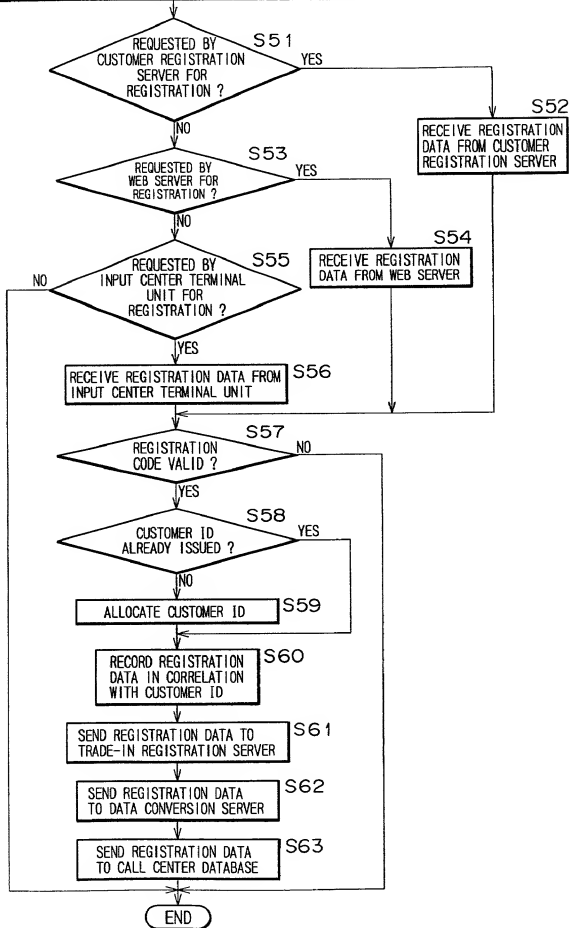 REQUESTED BY
CUSTOMER REGISTRATION
SERVER FOR
REGISTRATION ?
S51
YES
NO
S52
RECEIVE REGISTRATION
DATA FROM CUSTOMER
REGISTRATION SERVER
REQUESTED BY
WEB SERVER FOR
REGISTRATION ?
S53
YES
NO
S54
RECEIVE REGISTRATION
DATA FROM WEB SERVER
REQUESTED BY
INPUT CENTER TERMINAL
UNIT FOR
REGISTRATION ?
S55
NO
YES
RECEIVE REGISTRATION DATA FROM
INPUT CENTER TERMINAL UNIT
S56
REGISTRATION
CODE VALID ?
S57
NO
YES
CUSTOMER ID
ALREADY ISSUED ?
S58
YES
NO
ALLOCATE CUSTOMER ID
S59
RECORD REGISTRATION
DATA IN CORRELATION
WITH CUSTOMER ID
S60
SEND REGISTRATION DATA TO
TRADE-IN REGISTRATION SERVER
S61
SEND REGISTRATION DATA
TO DATA CONVERSION SERVER
S62
SEND REGISTRATION DATA
TO CALL CENTER DATABASE
S63
END